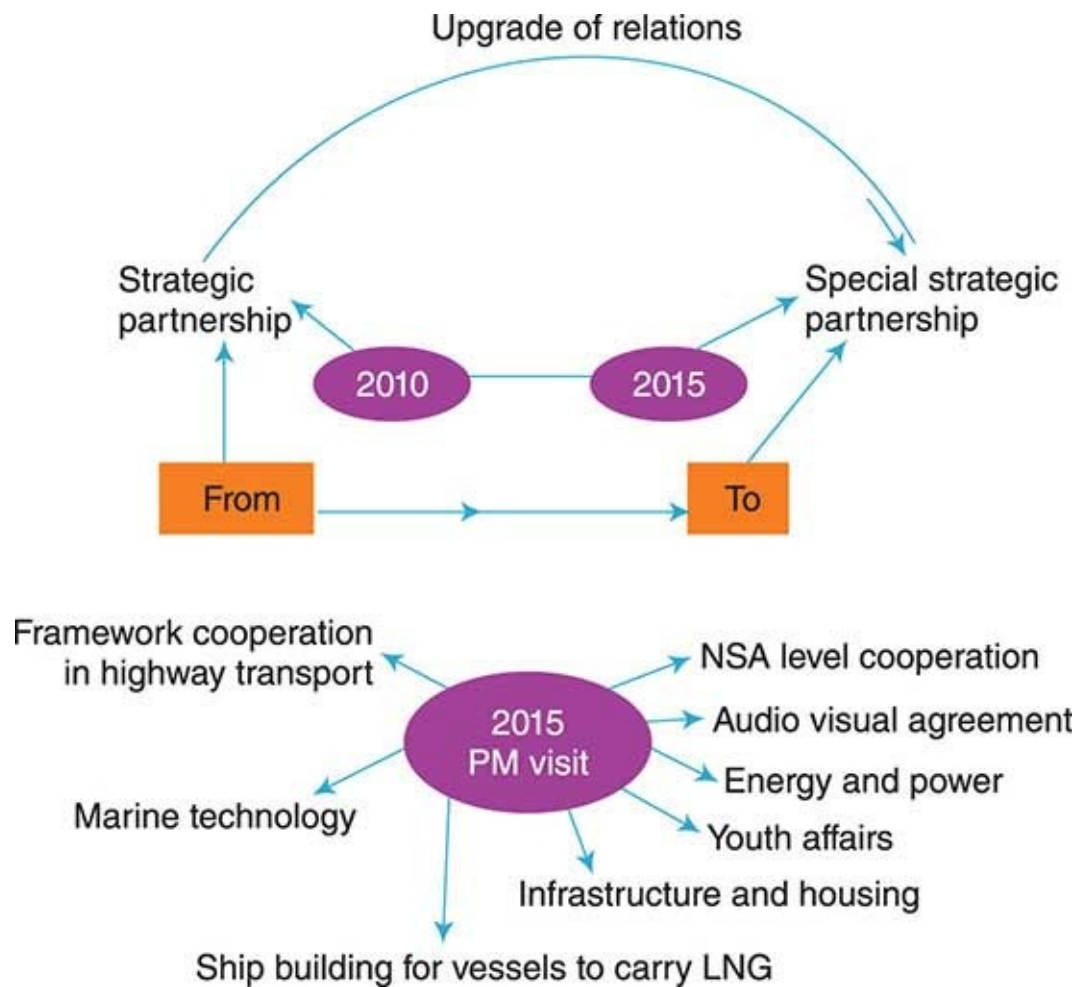 Upgrade of relations
Strategic
partnership
Special strategic
partnership
2010
2015
From
To
Framework cooperation
in highway transport
NSA level cooperation
2015
PM visit
Audio visual agreement
Energy and power
Marine technology
Youth affairs
Infrastructure and housing
Ship building for vessels to carry LNG